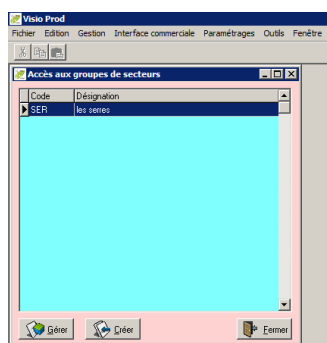 Visio Prod
Fichier Edition Gestion Interface commerciale Paramétrages Outils Fenêtre
Accès aux groupes de secteurs
Code Désignation
SER les serres
Gérer Créer Fermer